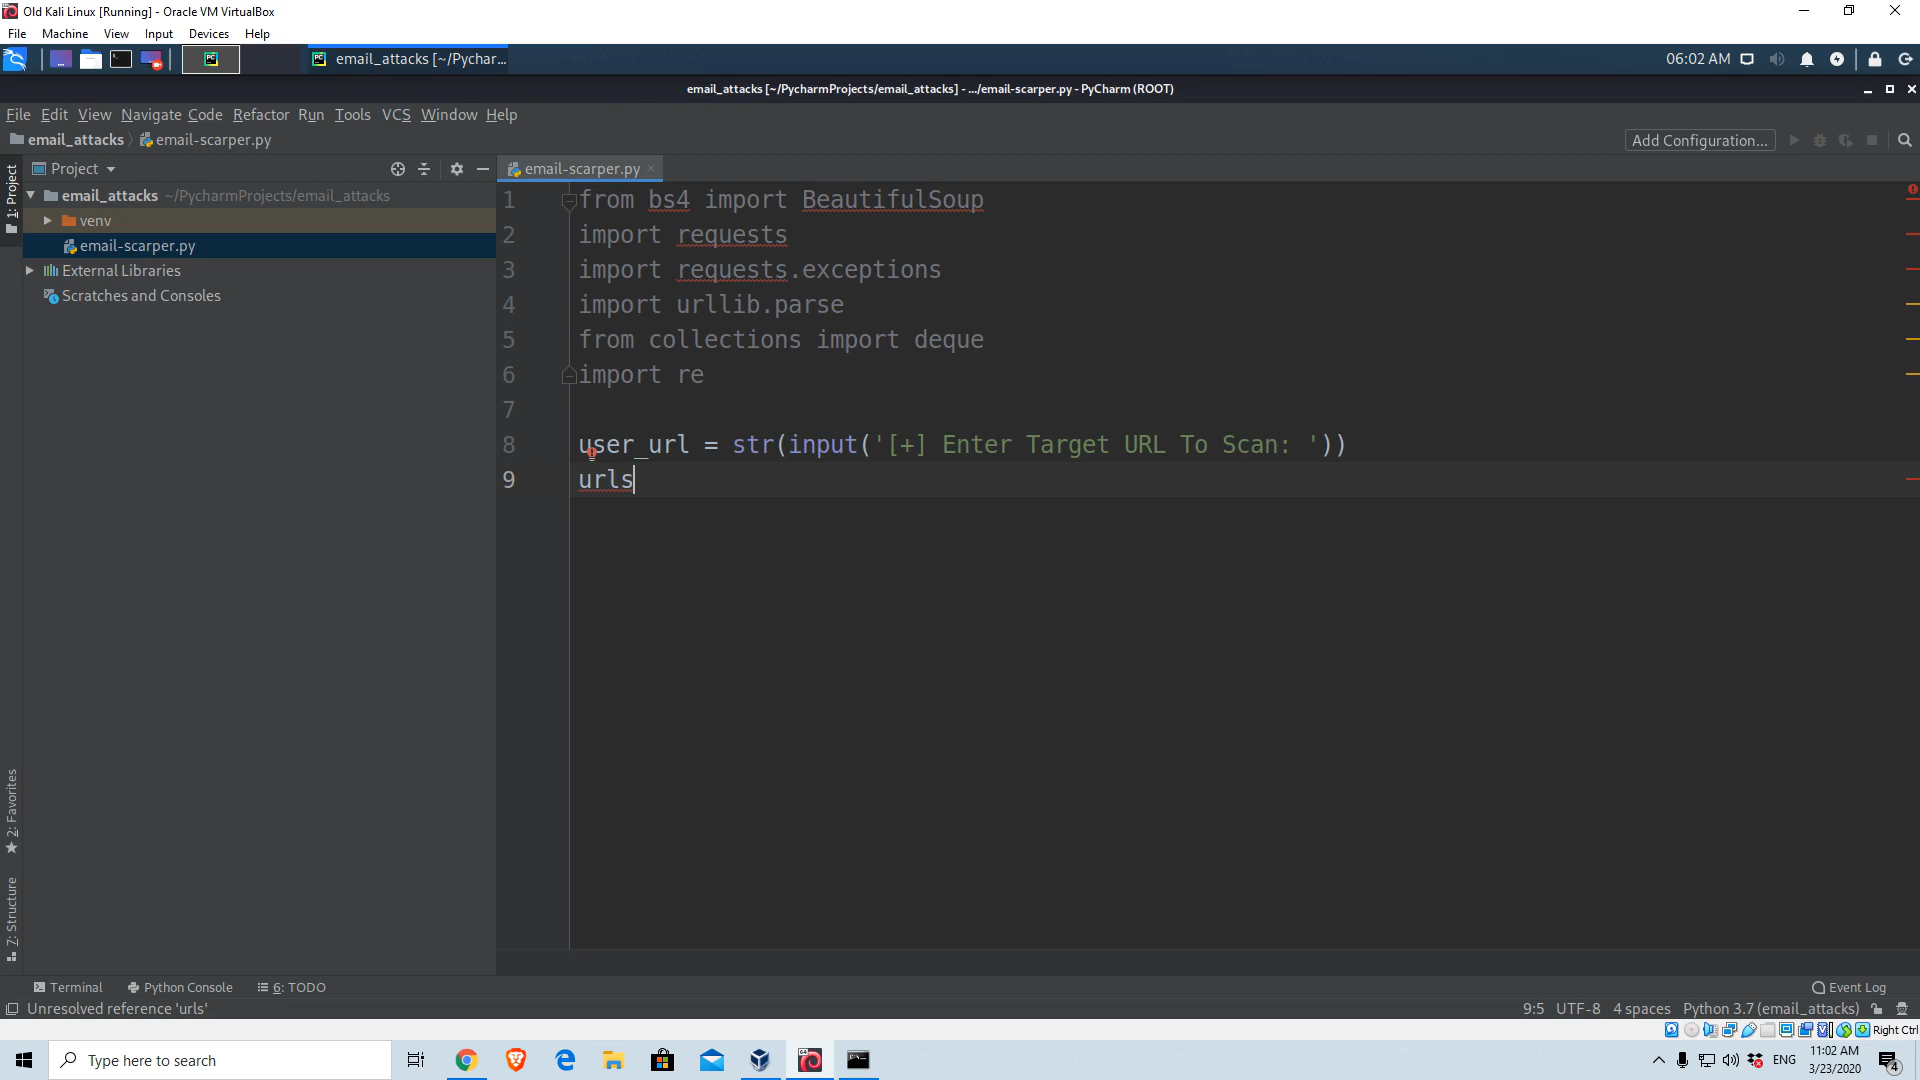 Old Kali Linux [Running] - Oracle VM VirtualBox
File Machine View Input Devices Help
email_attacks [~/Pychar...
06:02 AM
email_attacks [~/PycharmProjects/email_attacks] - .../email-scarper.py - PyCharm (ROOT)
File Edit View Navigate Code Refactor Run Tools VCS Window Help
email_attacks email-scarper.py
Add Configuration...
Project
email-scarper.py
1: Project
email_attacks ~/PycharmProjects/email_attacks
venv
email-scarper.py
External Libraries
Scratches and Consoles
1 from bs4 import BeautifulSoup
2 import requests
3 import requests.exceptions
4 import urllib.parse
5 from collections import deque
6 import re
7
8 user_url = str(input('[+] Enter Target URL To Scan: '))
9 urls
2: Favorites
7: Structure
Terminal Python Console 6: TODO
Event Log
Unresolved reference 'urls'
9:5 UTF-8 4 spaces Python 3.7 (email_attacks)
Right Ctrl
Type here to search
ENG
11:02 AM
3/23/2020
4